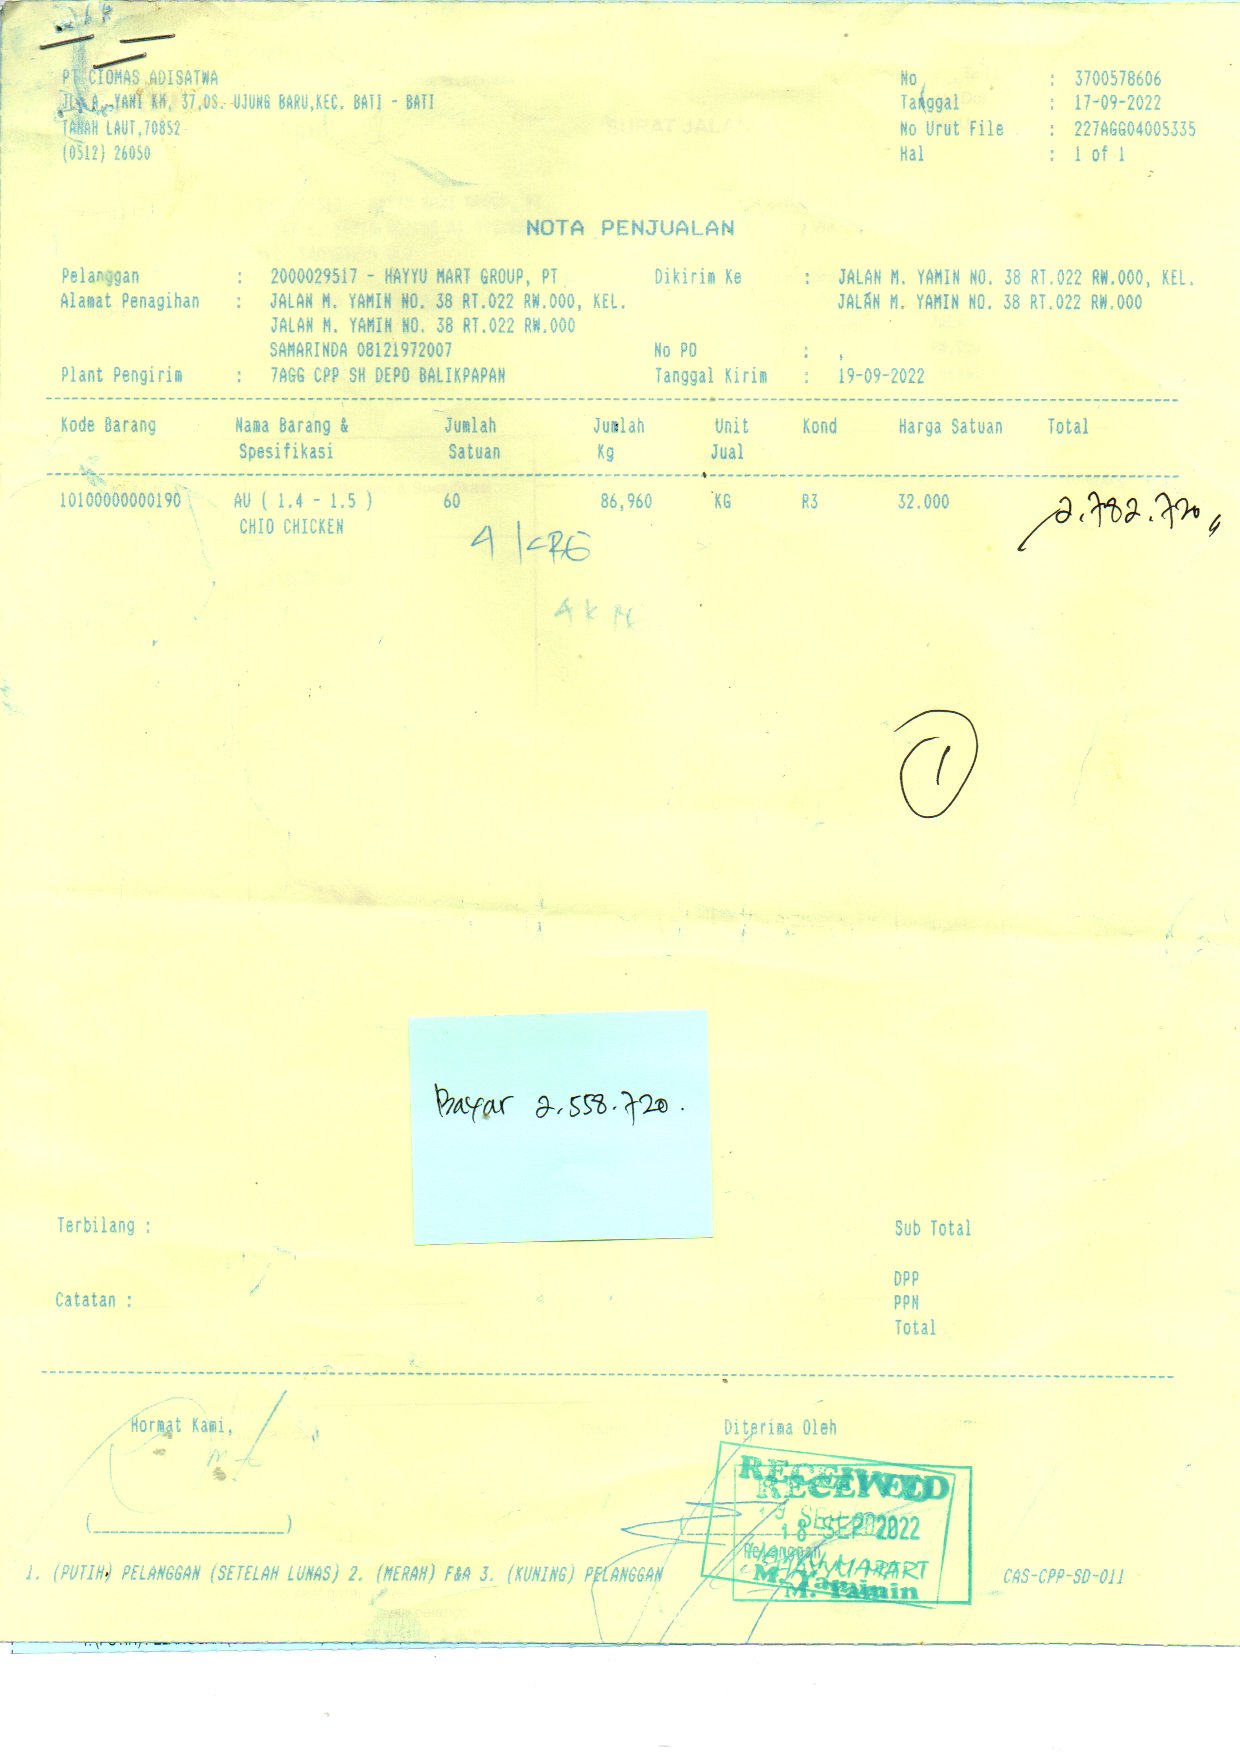 PT CIOMAS ADISATWA
JL. A. YANI KM, 37,DS. UJUNG BARU,KEC. BATI - BATI
TANAH LAUT,70852
(0512) 26050
No : 3700578606
Tanggal : 17-09-2022
No Urut File : 227AGG04005335
Hal : 1 of 1
NOTA PENJUALAN
Pelanggan : 2000029517 - HAYYU MART GROUP, PT
Alamat Penagihan : JALAN M. YAMIN NO. 38 RT.022 RW.000, KEL.
JALAN M. YAMIN NO. 38 RT.022 RW.000
SAMARINDA 08121972007
Plant Pengirim : 7AGG CPP SH DEPO BALIKPAPAN
Dikirim Ke : JALAN M. YAMIN NO. 38 RT.022 RW.000, KEL.
JALAN M. YAMIN NO. 38 RT.022 RW.000
No PO : ,
Tanggal Kirim : 19-09-2022
Kode Barang Nama Barang & Jumlah Jumlah Unit Kond Harga Satuan Total
Spesifikasi Satuan Kg Jual
10100000000190 AU ( 1.4 - 1.5 ) 60 86,960 KG R3 32.000 2.782.720
CHIO CHICKEN
1
Bayar 2.558.720.
Terbilang :
Sub Total
DPP
Catatan :
PPN
Total
Hormat Kami,
Diterima Oleh
RECEIVED
18 SEP 2022
HAYYUMART
M. Yamin
1. (PUTIH) PELANGGAN (SETELAH LUNAS) 2. (MERAH) F&A 3. (KUNING) PELANGGAN
CAS-CPP-SD-011